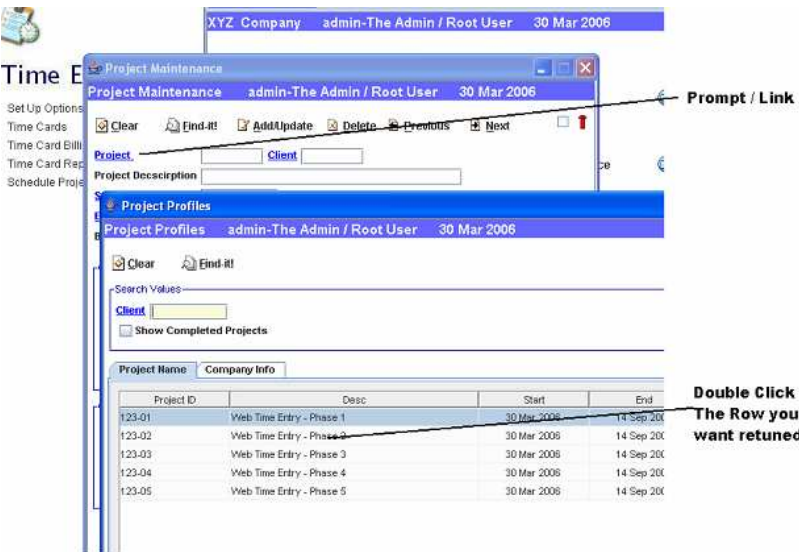 XYZ Company admin-The Admin / Root User 30 Mar 2006
Time E
Set Up Options
Time Cards
Time Card Billi
Time Card Rep
Schedule Proje
Project Maintenance
Project Maintenance admin-The Admin / Root User 30 Mar 2006
Clear Find-it! Add/Update Delete Previous Next
Prompt / Link
Project Client
Project Decscirption
Project Profiles
Project Profiles admin-The Admin / Root User 30 Mar 2006
Clear Find-it!
Search Values
Client
Show Completed Projects
Project Name Company Info
Project ID Desc Start End
123-01 Web Time Entry - Phase 1 30 Mar 2006 14 Sep 200
123-02 Web Time Entry - Phase 2 30 Mar 2006 14 Sep 200
123-03 Web Time Entry - Phase 3 30 Mar 2006 14 Sep 200
123-04 Web Time Entry - Phase 4 30 Mar 2006 14 Sep 200
123-05 Web Time Entry - Phase 5 30 Mar 2006 14 Sep 200
Double Click
The Row you
want retuned